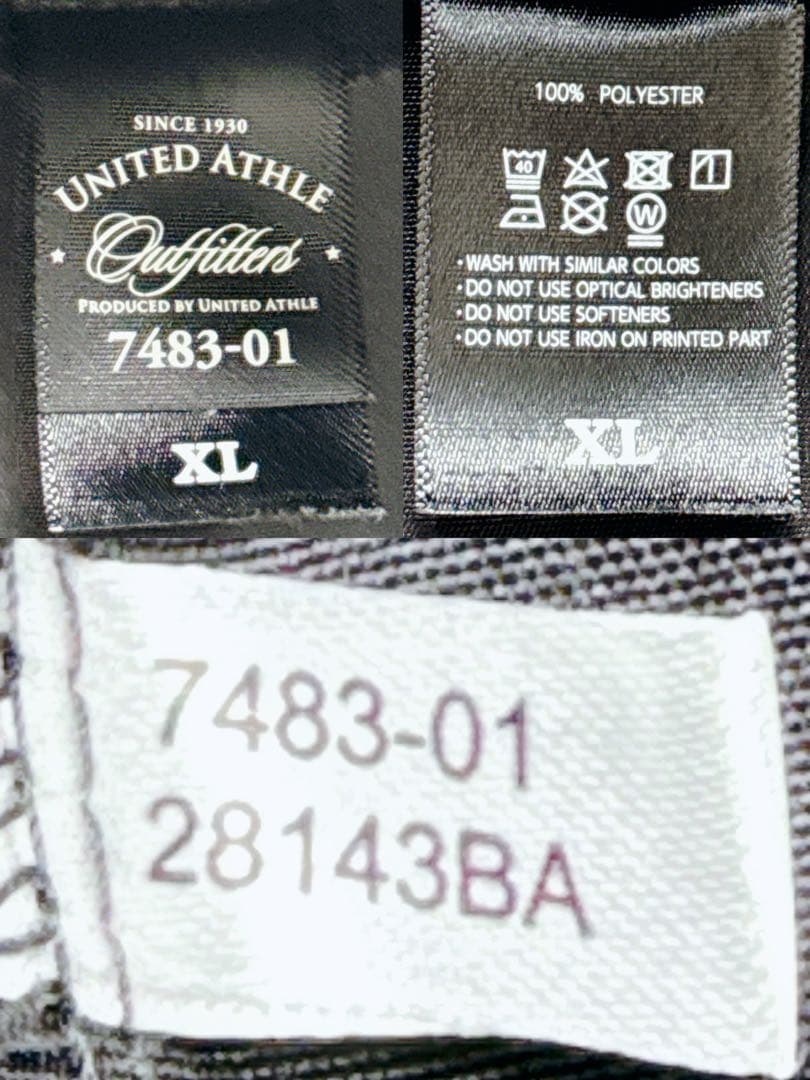 SINCE 1930
UNITED ATHLE
Outfitters
PRODUCED BY UNITED ATHLE
7483-01
XL
100% POLYESTER
40
W
・WASH WITH SIMILAR COLORS
・DO NOT USE OPTICAL BRIGHTENERS
・DO NOT USE SOFTENERS
・DO NOT USE IRON ON PRINTED PART
XL
7483-01
28143BA